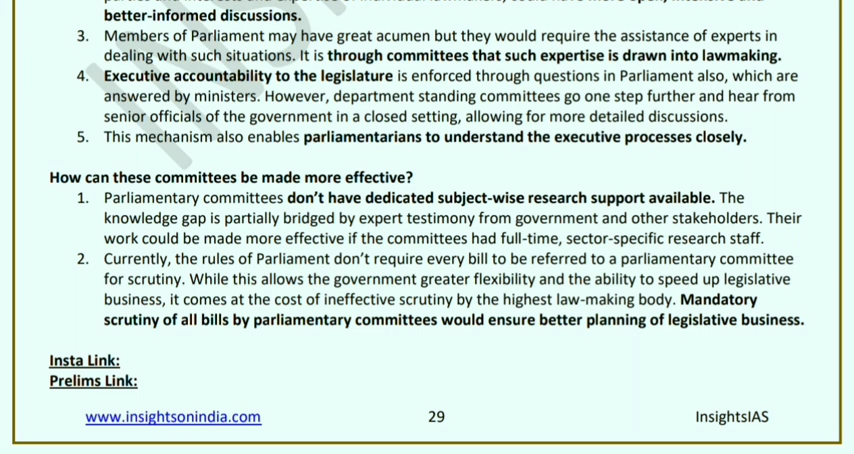 better-informed discussions.
3. Members of Parliament may have great acumen but they would require the assistance of experts in
dealing with such situations. It is through committees that such expertise is drawn into lawmaking.
4. Executive accountability to the legislature is enforced through questions in Parliament also, which are
answered by ministers. However, department standing committees go one step further and hear from
senior officials of the government in a closed setting, allowing for more detailed discussions.
5. This mechanism also enables parliamentarians to understand the executive processes closely.
How can these committees be made more effective?
1. Parliamentary committees don't have dedicated subject-wise research support available. The
knowledge gap is partially bridged by expert testimony from government and other stakeholders. Their
work could be made more effective if the committees had full-time, sector-specific research staff.
2. Currently, the rules of Parliament don't require every bill to be referred to a parliamentary committee
for scrutiny. While this allows the government greater flexibility and the ability to speed up legislative
business, it comes at the cost of ineffective scrutiny by the highest law-making body. Mandatory
scrutiny of all bills by parliamentary committees would ensure better planning of legislative business.
Insta Link:
Prelims Link:
www.insightsonindia.com 29 InsightsIAS